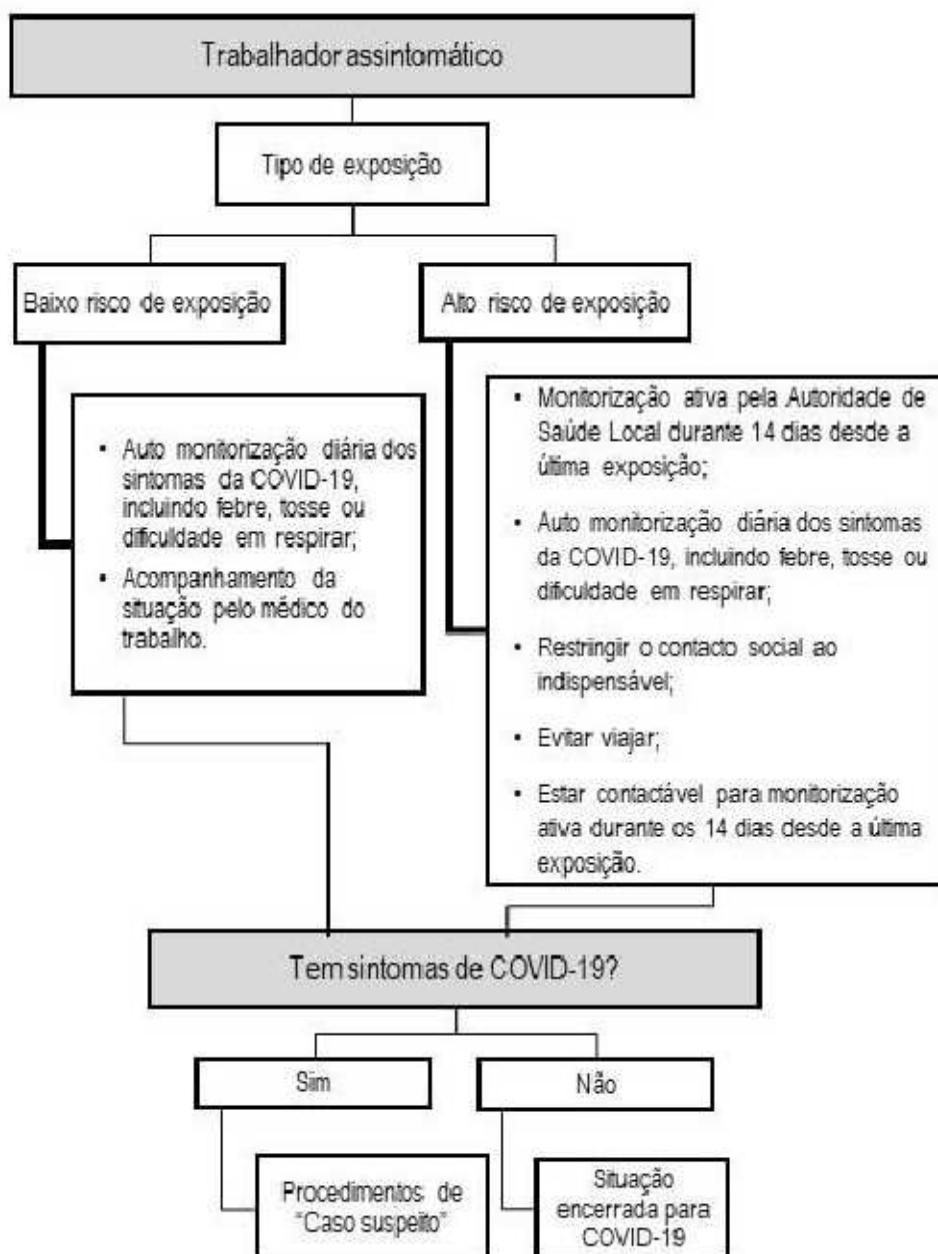 Trabalhador assintomático
Tipo de exposição
Baixo risco de exposição
Alto risco de exposição
• Auto monitorização diária dos
sintomas da COVID-19,
incluindo febre, tosse ou
dificuldade em respirar;
• Acompanhamento da
situação pelo médico do
trabalho.
• Monitorização ativa pela Autoridade de
Saúde Local durante 14 dias desde a
última exposição;
• Auto monitorização diária dos sintomas
da COVID-19, incluindo febre, tosse ou
dificuldade em respirar;
• Restringir o contacto social ao
indispensável;
• Evitar viajar;
• Estar contactável para monitorização
ativa durante os 14 dias desde a última
exposição.
Tem sintomas de COVID-19?
Sim
Não
Procedimentos de
"Caso suspeito"
Situação
encerrada para
COVID-19